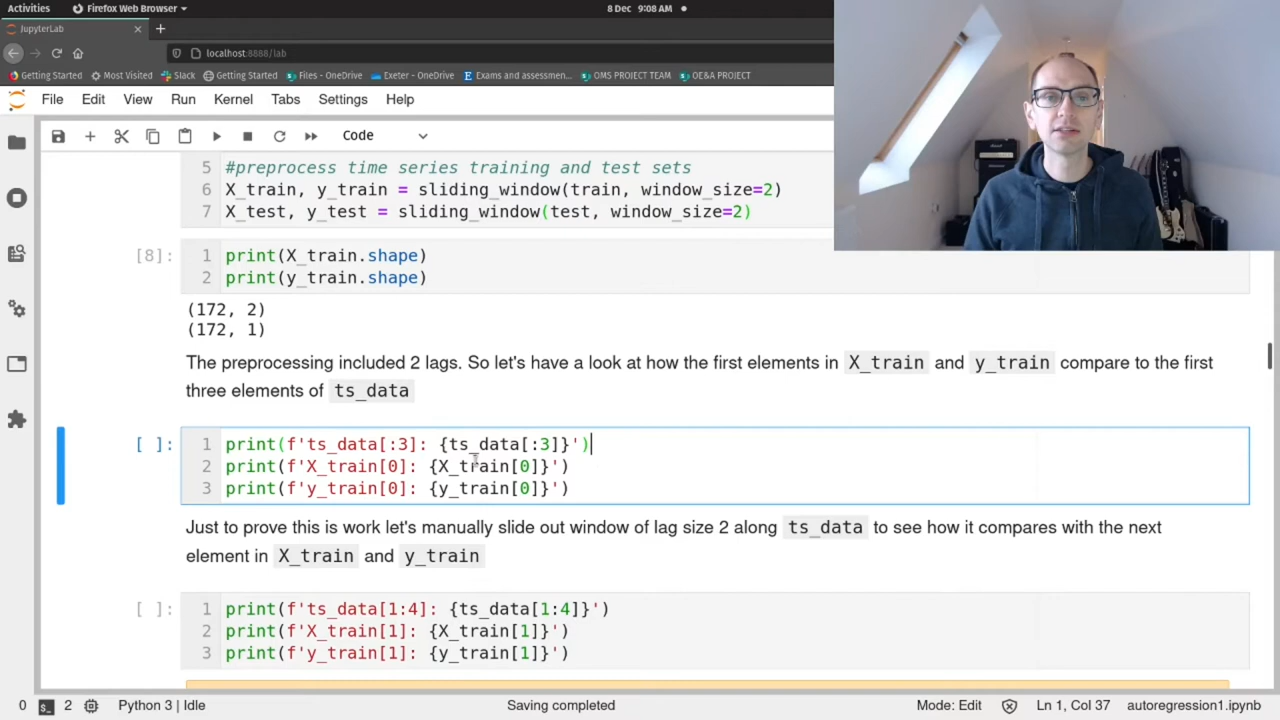 Activities
Firefox Web Browser
8 Dec 9:08 AM
JupyterLab
localhost:8888/lab
Getting Started
Most Visited
Slack
Getting Started
Files - OneDrive
Exeter - OneDrive
Exams and assessmen...
OMS PROJECT TEAM
OE&A PROJECT
File Edit View Run Kernel Tabs Settings Help
Code
5 #preprocess time series training and test sets
6 X_train, y_train = sliding_window(train, window_size=2)
7 X_test, y_test = sliding_window(test, window_size=2)
[8]: 1 print(X_train.shape)
2 print(y_train.shape)
(172, 2)
(172, 1)
The preprocessing included 2 lags. So let's have a look at how the first elements in X_train and y_train compare to the first
three elements of ts_data
[ ]: 1 print(f'ts_data[:3]: {ts_data[:3]}')
2 print(f'X_train[0]: {X_train[0]}')
3 print(f'y_train[0]: {y_train[0]}')
Just to prove this is work let's manually slide out window of lag size 2 along ts_data to see how it compares with the next
element in X_train and y_train
[ ]: 1 print(f'ts_data[1:4]: {ts_data[1:4]}')
2 print(f'X_train[1]: {X_train[1]}')
3 print(f'y_train[1]: {y_train[1]}')
0 2 Python 3 | Idle Saving completed Mode: Edit Ln 1, Col 37 autoregression1.ipynb